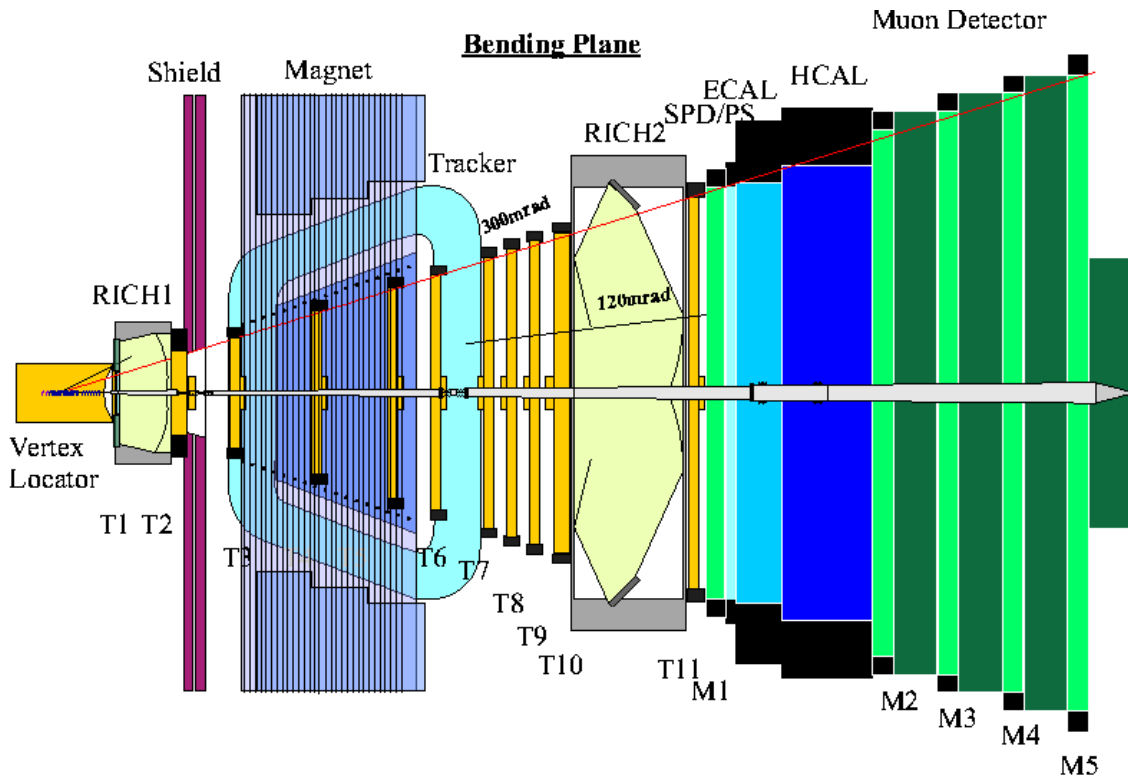 Muon Detector
Bending Plane
Shield
Magnet
HCAL
ECAL
SPD/PS
RICH2
Tracker
300mrad
RICH1
120mrad
Vertex
Locator
T1 T2
T3
T6
T7
T8
T9
T10
T11
M1
M2
M3
M4
M5